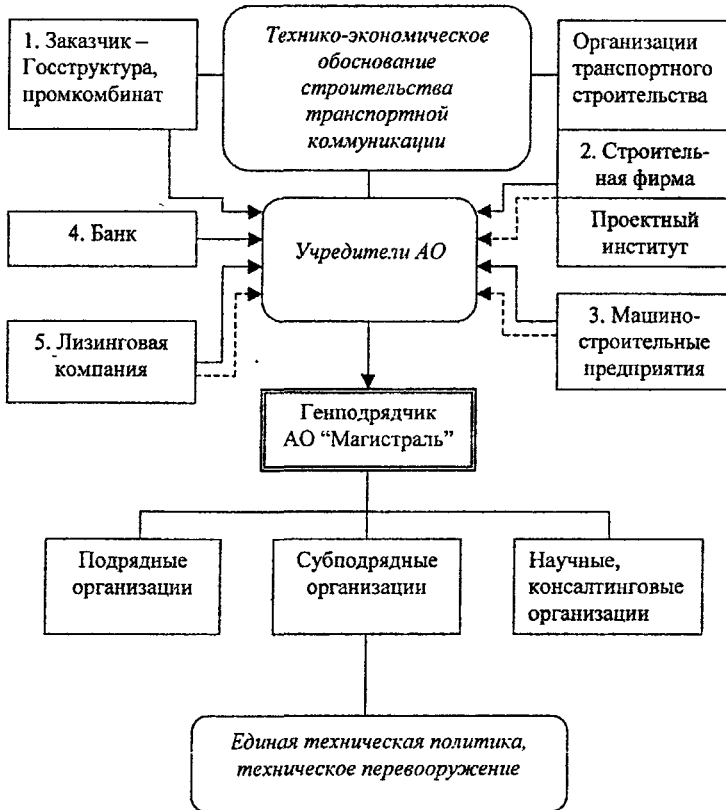 1. Заказчик –
Госструктура,
промкомбинат
Технико-экономическое
обоснование
строительства
транспортной
коммуникации
Организации
транспортного
строительства
2. Строитель-
ная фирма
Проектный
институт
4. Банк
Учредители АО
5. Лизинговая
компания
3. Машино-
строительные
предприятия
Генподрядчик
АО “Магистраль”
Подрядные
организации
Субподрядные
организации
Научные,
консалтинговые
организации
Единая техническая политика,
техническое перевооружение